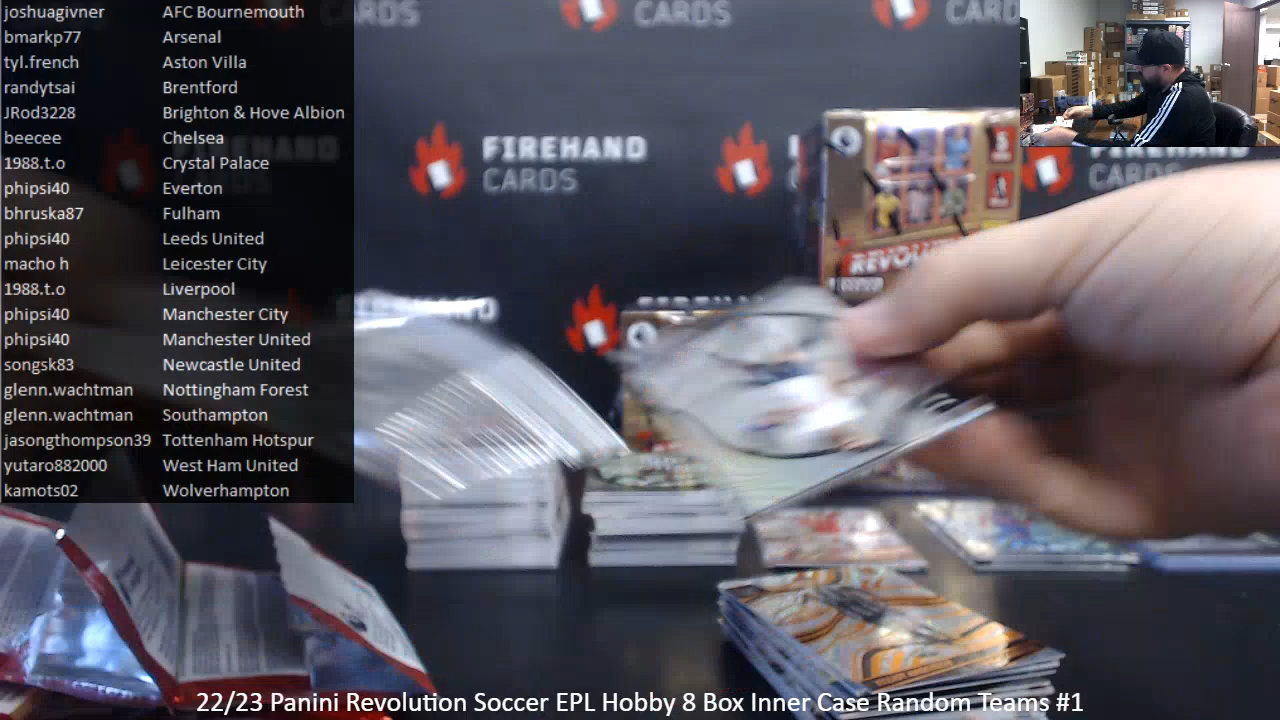 joshuagivner AFC Bournemouth
bmarkp77 Arsenal
tyl.french Aston Villa
randytsai Brentford
JRod3228 Brighton & Hove Albion
beecee Chelsea
1988.t.o Crystal Palace
phipsi40 Everton
bhruska87 Fulham
phipsi40 Leeds United
macho h Leicester City
1988.t.o Liverpool
phipsi40 Manchester City
phipsi40 Manchester United
songsk83 Newcastle United
glenn.wachtman Nottingham Forest
glenn.wachtman Southampton
jasongthompson39 Tottenham Hotspur
yutaro882000 West Ham United
kamots02 Wolverhampton
CARDS
CARDS
FIREHAND
CARDS
CARDS
22/23 Panini Revolution Soccer EPL Hobby 8 Box Inner Case Random Teams #1